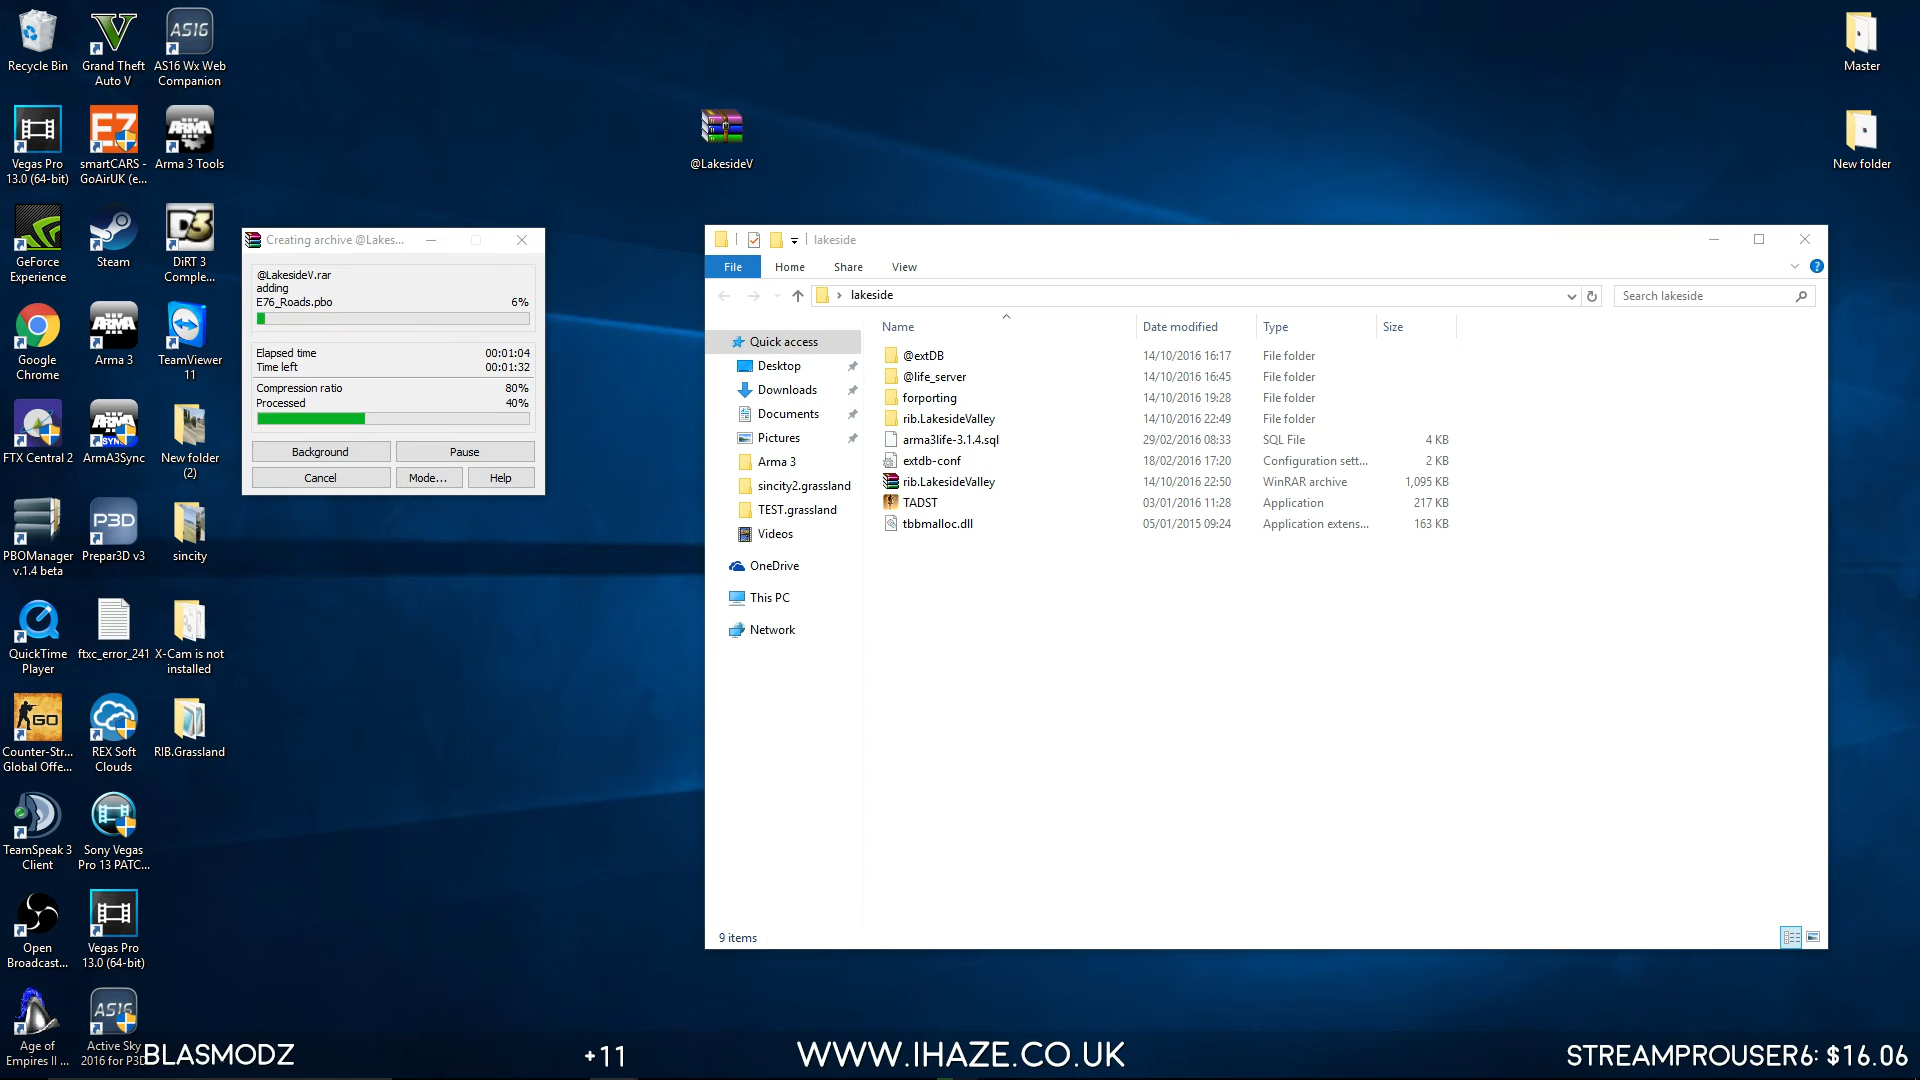 Recycle Bin
Grand Theft
Auto V
AS16
AS16 Wx Web
Companion
Master
Vegas Pro
13.0 (64-bit)
smartCARS -
GoAirUK (e...
ARMA
Arma 3 Tools
@LakesideV
New folder
GeForce
Experience
Steam
D3
DiRT 3
Comple...
Google
Chrome
ARMA
Arma 3
TeamViewer
11
FTX Central 2
ARMA
SYNC
ArmA3Sync
New folder
(2)
PBOManager
v.1.4 beta
P3D
Prepar3D v3
sincity
QuickTime
Player
ftxc_error_241
X-Cam is not
installed
GO
Counter-Str...
Global Offe...
REX Soft
Clouds
RIB.Grassland
TeamSpeak 3
Client
Sony Vegas
Pro 13 PATC...
Open
Broadcast...
Vegas Pro
13.0 (64-bit)
Age of
Empires II ...
AS16
Active Sky
2016 for P3D
Creating archive @Lakes...
@LakesideV.rar
adding
E76_Roads.pbo 6%
Elapsed time 00:01:04
Time left 00:01:32
Compression ratio 80%
Processed 40%
Background Pause
Cancel Mode... Help
lakeside
File Home Share View
lakeside
Search lakeside
Quick access
Desktop
Downloads
Documents
Pictures
Arma 3
sincity2.grassland
TEST.grassland
Videos
OneDrive
This PC
Network
Name Date modified Type Size
@extDB 14/10/2016 16:17 File folder
@life_server 14/10/2016 16:45 File folder
forporting 14/10/2016 19:28 File folder
rib.LakesideValley 14/10/2016 22:49 File folder
arma3life-3.1.4.sql 29/02/2016 08:33 SQL File 4 KB
extdb-conf 18/02/2016 17:20 Configuration sett... 2 KB
rib.LakesideValley 14/10/2016 22:50 WinRAR archive 1,095 KB
TADST 03/01/2016 11:28 Application 217 KB
tbbmalloc.dll 05/01/2015 09:24 Application extens... 163 KB
9 items
BLASMODZ
+11
WWW.IHAZE.CO.UK
STREAMPROUSER6: $16.06